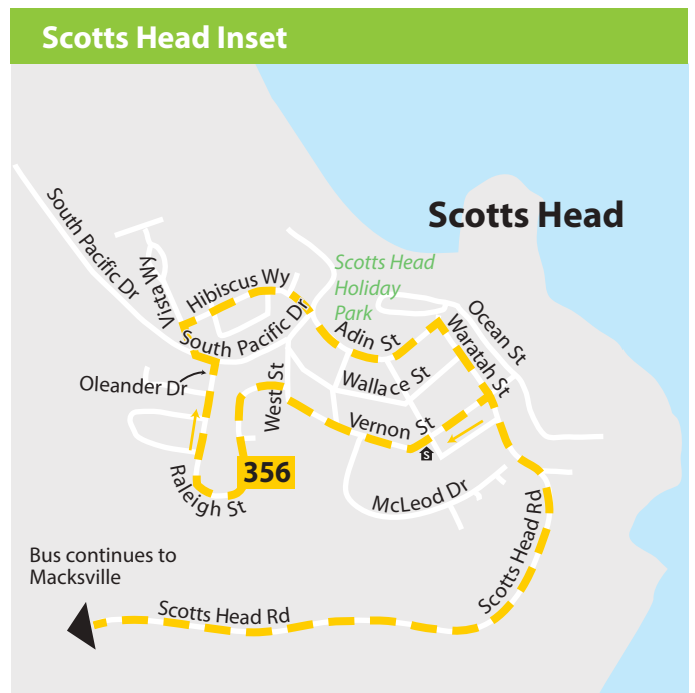 Scotts Head Inset
Scotts Head
South Pacific Dr
Vista Wy
Hibiscus Wy
Scotts Head
Holiday
Park
South Pacific Dr
Adin St
Ocean St
Waratah St
Oleander Dr
West St
Wallace St
Vernon St
S
356
Raleigh St
McLeod Dr
Scotts Head Rd
Bus continues to
Macksville
Scotts Head Rd